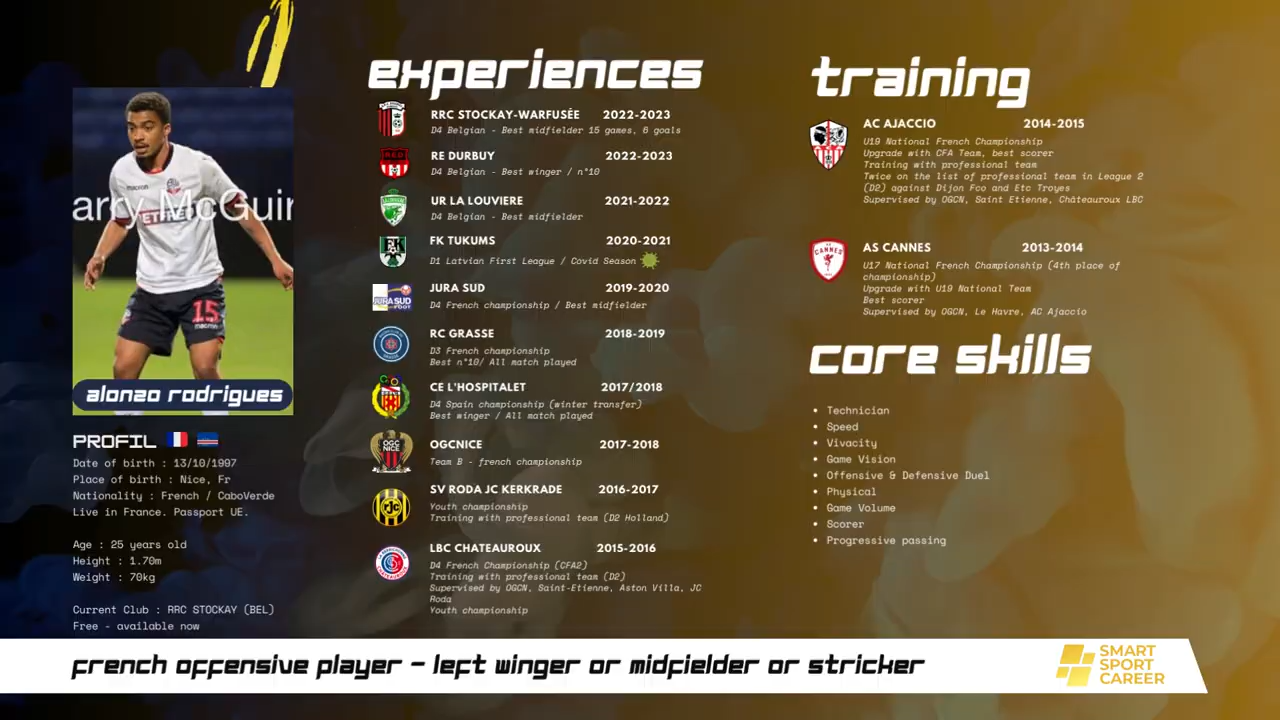 arry McGuir
macron
ETFRED
15
macron
alonzo rodrigues
PROFIL
Date of birth : 13/10/1997
Place of birth : Nice, Fr
Nationality : French / CaboVerde
Live in France. Passport UE.
Age : 25 years old
Height : 1.70m
Weight : 70kg
Current Club : RRC STOCKAY (BEL)
Free - available now
experiences
RRC STOCKAY-WARFUSÉE 2022-2023
D4 Belgian - Best midfielder 15 games, 6 goals
RE DURBUY 2022-2023
D4 Belgian - Best winger / n°10
UR LA LOUVIERE 2021-2022
D4 Belgian - Best midfielder
FK TUKUMS 2020-2021
D1 Latvian First League / Covid Season
JURA SUD 2019-2020
JURA SUD
D4 French championship / Best midfielder
RC GRASSE 2018-2019
D3 French championship
Best n°10/ All match played
CE L'HOSPITALET 2017/2018
D4 Spain championship (winter transfer)
Best winger / All match played
OGCNICE 2017-2018
OGC
NICE
Team B - french championship
SV RODA JC KERKRADE 2016-2017
Youth championship
Training with professional team (D2 Holland)
LBC CHATEAUROUX 2015-2016
D4 French Championship (CFA2)
Training with professional team (D2)
Supervised by OGCN, Saint-Etienne, Aston Villa, JC
Roda
Youth championship
training
AC AJACCIO 2014-2015
U19 National French Championship
Upgrade with CFA Team, best scorer
Training with professional team
Twice on the list of professional team in League 2
(D2) against Dijon Fco and Etc Troyes
Supervised by OGCN, Saint Etienne, Châteauroux LBC
AS CANNES 2013-2014
CANNES
U17 National French Championship (4th place of
championship)
Upgrade with U19 National Team
Best scorer
Supervised by OGCN, Le Havre, AC Ajaccio
core skills
• Technician
• Speed
• Vivacity
• Game Vision
• Offensive & Defensive Duel
• Physical
• Game Volume
• Scorer
• Progressive passing
french offensive player - left winger or midfielder or stricker
SMART
SPORT
CAREER